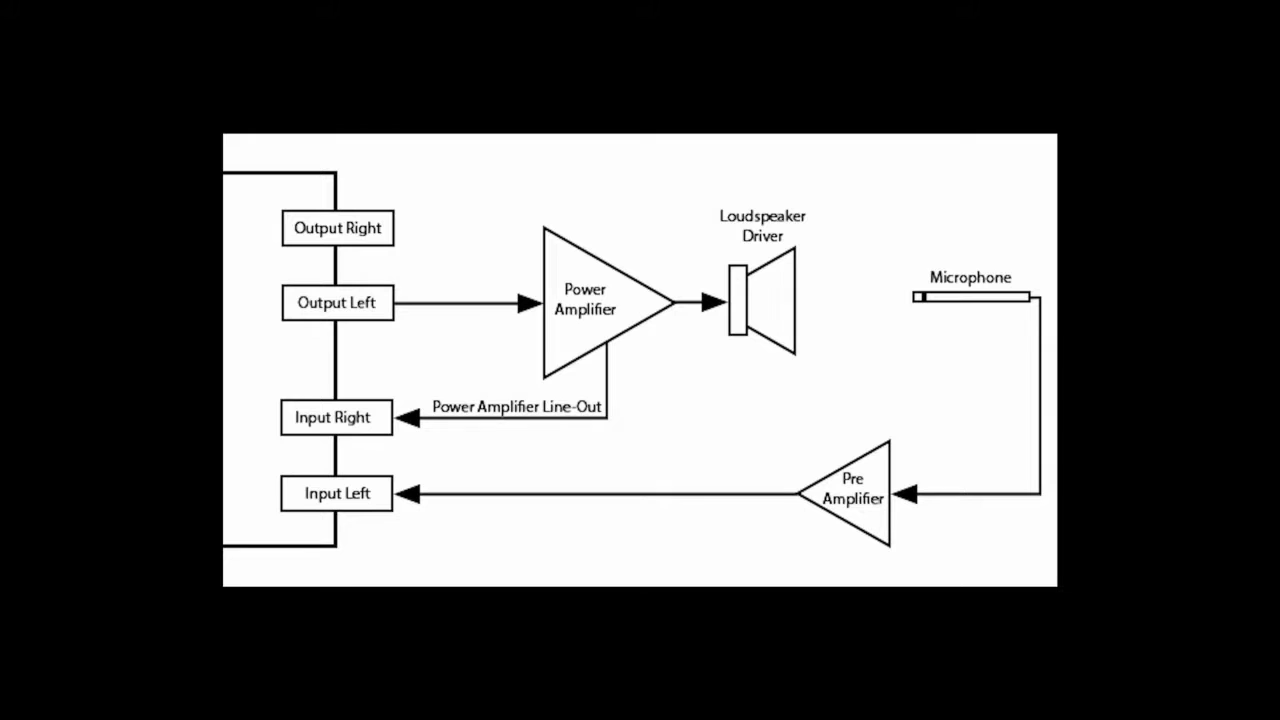 Output Right
Output Left
Power
Amplifier
Loudspeaker
Driver
Microphone
Input Right
Power Amplifier Line-Out
Input Left
Pre
Amplifier